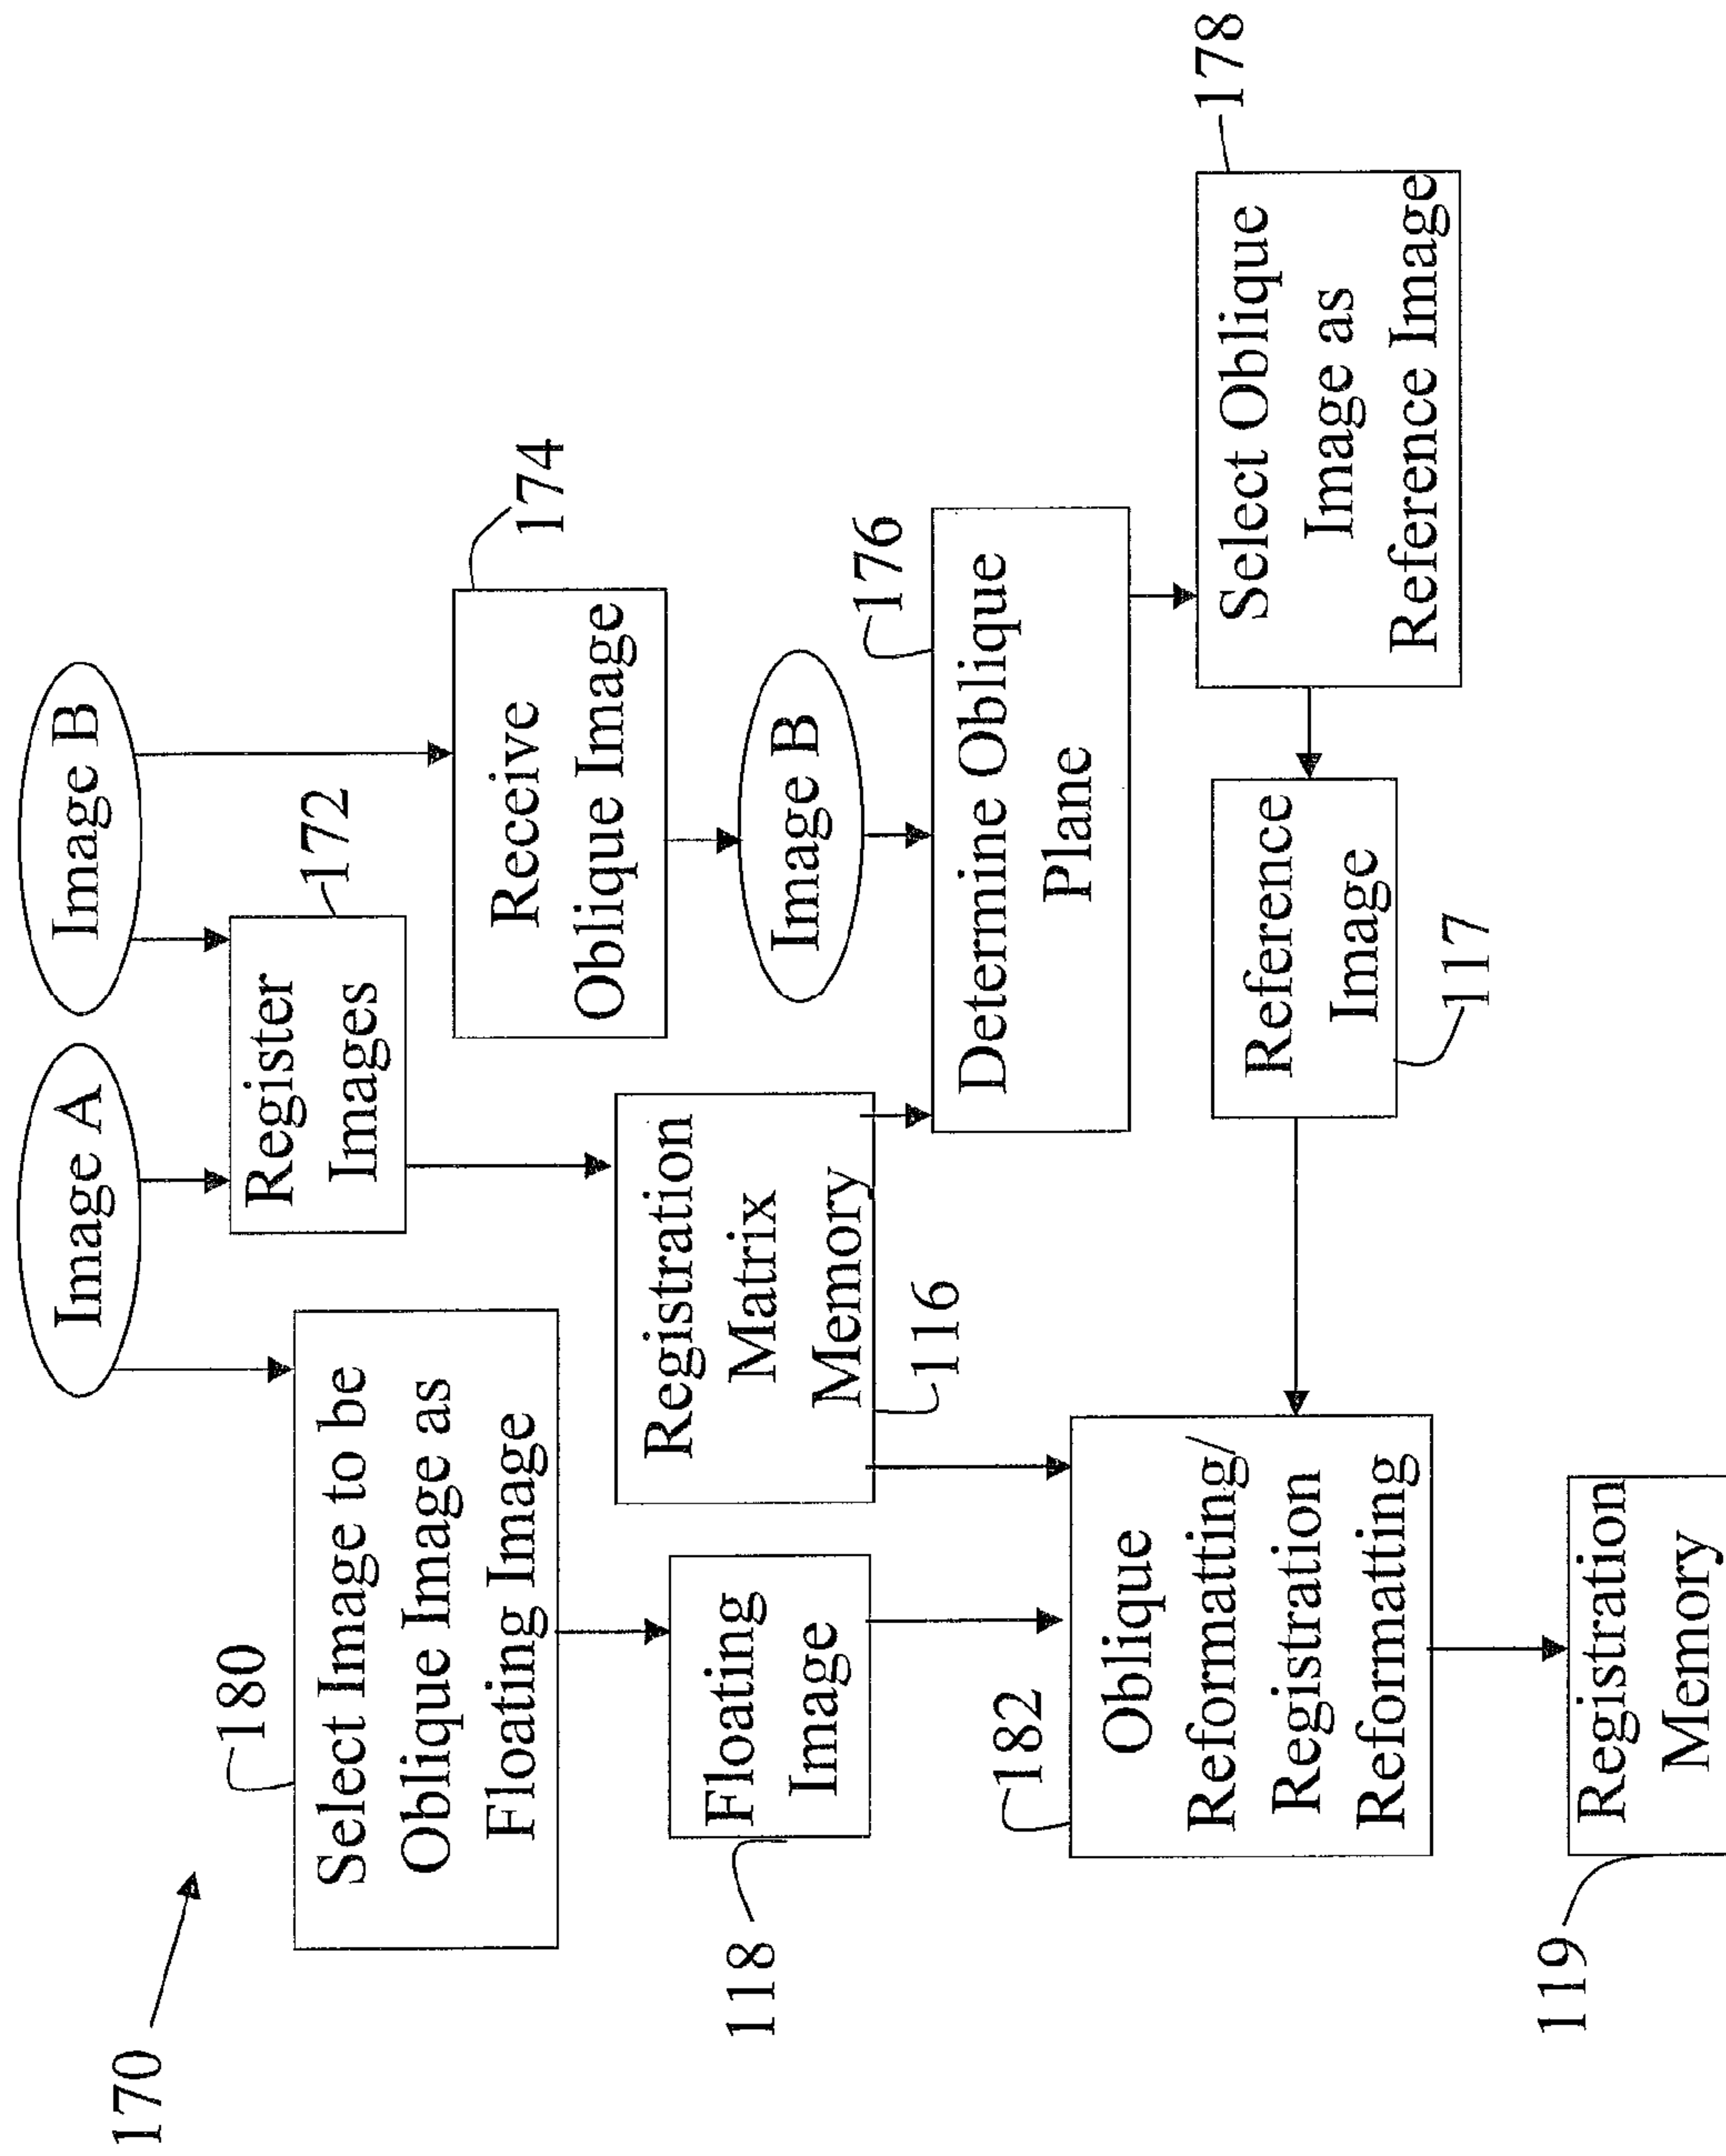 170
Image A
Image B
180
Select Image to be
Oblique Image as
Floating Image
Register
Images
172
Receive
Oblique Image
174
118
Floating
Image
Registration
Matrix
Memory
116
Image B
182
Oblique
Reformatting/
Registration
Reformatting
Determine Oblique
Plane
176
Reference
Image
117
Select Oblique
Image as
Reference Image
178
119
Registration
Memory